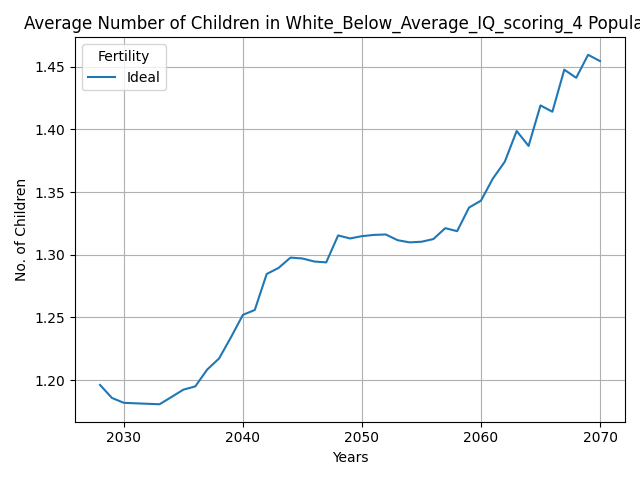 Average Number of Children in White_Below_Average_IQ_scoring_4 Popula
Fertility
Ideal
1.45
1.40
1.35
1.30
1.25
1.20
No. of Children
2030 2040 2050 2060 2070
Years